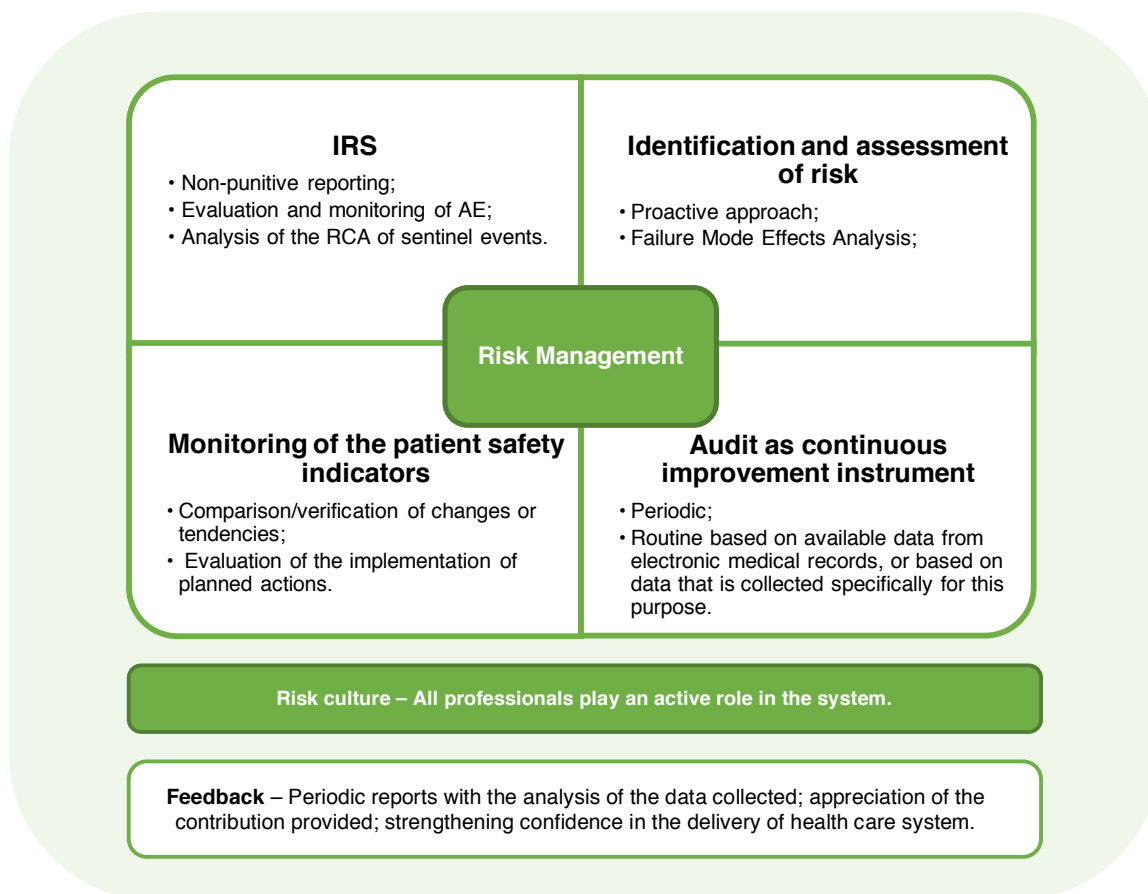 IRS
• Non-punitive reporting;
• Evaluation and monitoring of AE;
• Analysis of the RCA of sentinel events.
Identification and assessment
of risk
• Proactive approach;
• Failure Mode Effects Analysis;
Risk Management
Monitoring of the patient safety
indicators
• Comparison/verification of changes or
tendencies;
• Evaluation of the implementation of
planned actions.
Audit as continuous
improvement instrument
• Periodic;
• Routine based on available data from
electronic medical records, or based on
data that is collected specifically for this
purpose.
Risk culture – All professionals play an active role in the system.
Feedback – Periodic reports with the analysis of the data collected; appreciation of the
contribution provided; strengthening confidence in the delivery of health care system.